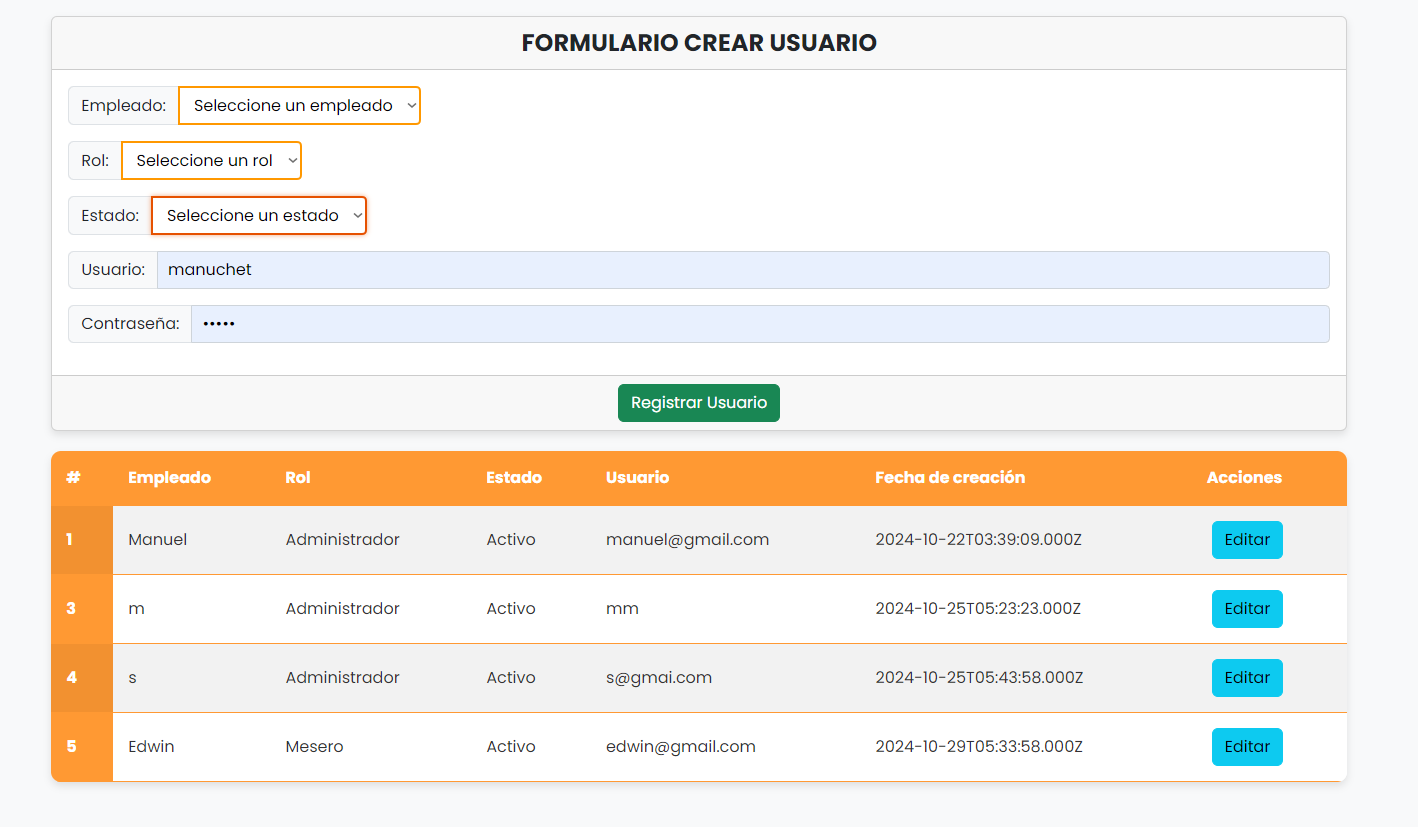 FORMULARIO CREAR USUARIO
Empleado: Seleccione un empleado
Rol: Seleccione un rol
Estado: Seleccione un estado
Usuario: manuchet
Contraseña: •••••
Registrar Usuario
# Empleado Rol Estado Usuario Fecha de creación Acciones
1 Manuel Administrador Activo manuel@gmail.com 2024-10-22T03:39:09.000Z Editar
3 m Administrador Activo mm 2024-10-25T05:23:23.000Z Editar
4 s Administrador Activo s@gmai.com 2024-10-25T05:43:58.000Z Editar
5 Edwin Mesero Activo edwin@gmail.com 2024-10-29T05:33:58.000Z Editar